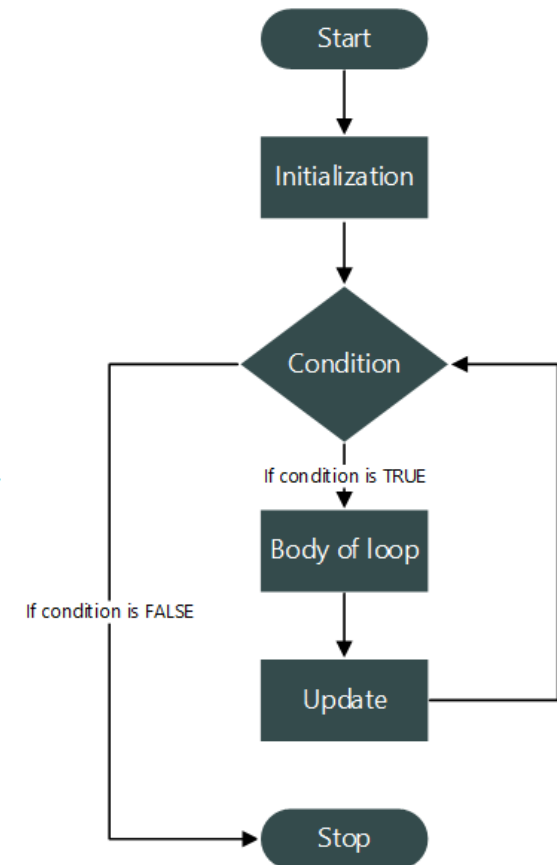 Start
Initialization
Condition
If condition is TRUE
Body of loop
If condition is FALSE
Update
Stop